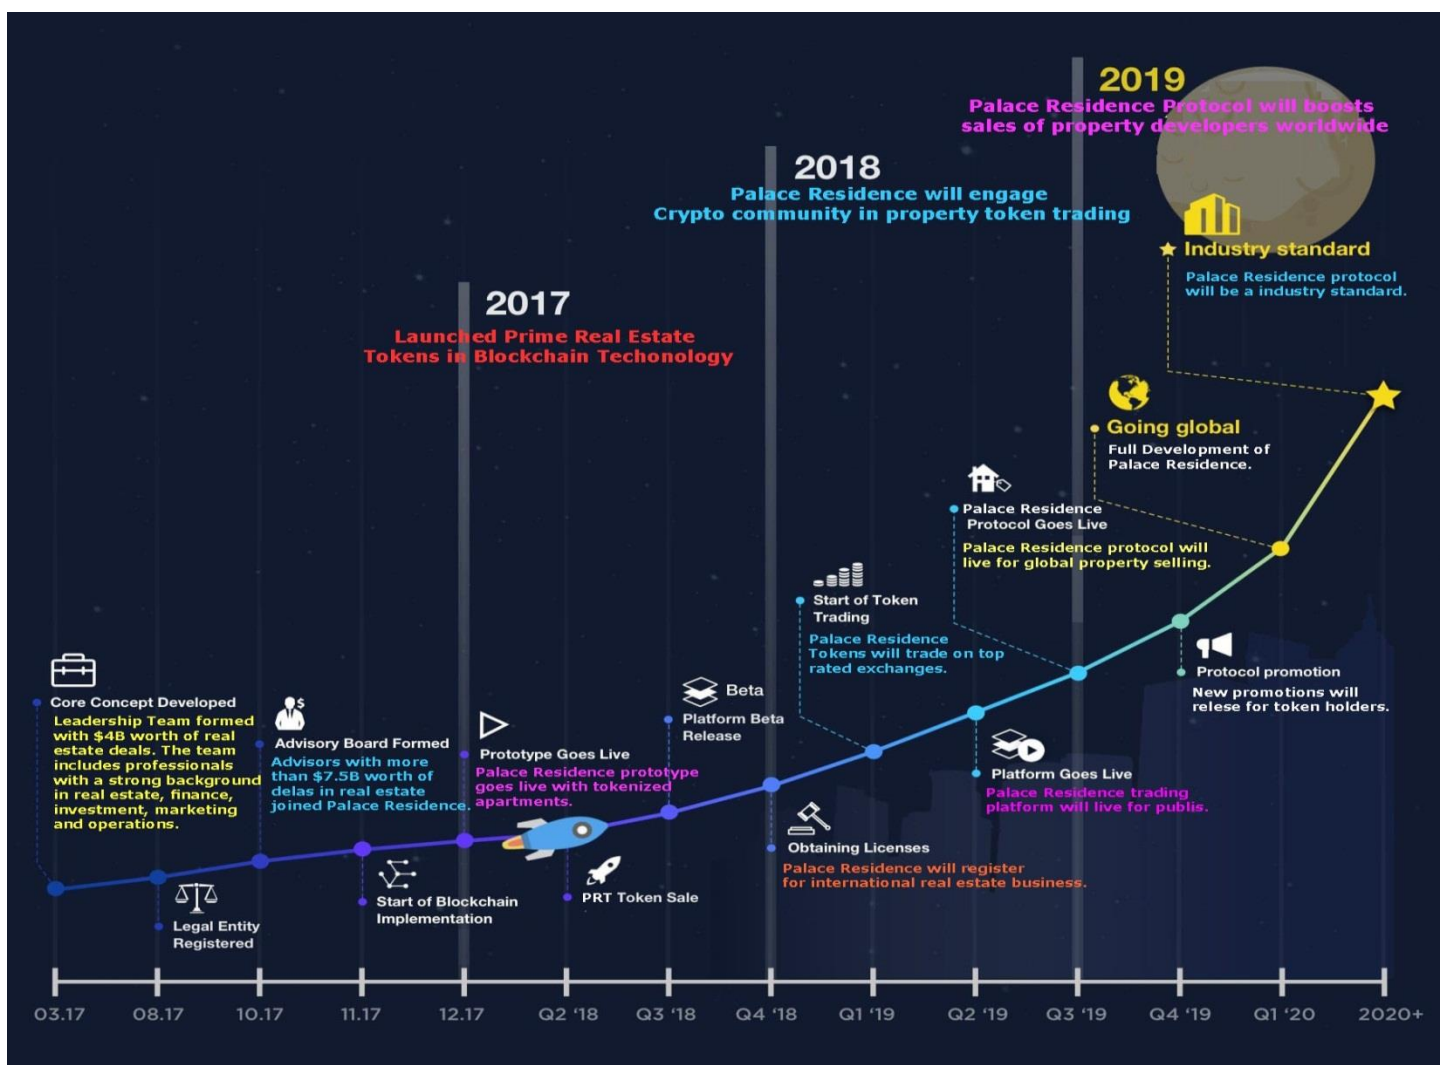 2019
Palace Residence Protocol will boosts
sales of property developers worldwide
2018
Palace Residence will engage
Crypto community in property token trading
Industry standard
Palace Residence protocol
will be a industry standard.
2017
Launched Prime Real Estate
Tokens in Blockchain Techonology
Going global
Full Development of
Palace Residence.
Palace Residence
Protocol Goes Live
Palace Residence protocol will
live for global property selling.
Start of Token
Trading
Palace Residence
Tokens will trade on top
rated exchanges.
Protocol promotion
New promotions will
relese for token holders.
Beta
Platform Beta
Release
Core Concept Developed
Leadership Team formed
with $4B worth of real
estate deals. The team
includes professionals
with a strong background
in real estate, finance,
investment, marketing
and operations.
$
Advisory Board Formed
Advisors with more
than $7.5B worth of
delas in real estate
joined Palace Residence.
Prototype Goes Live
Palace Residence prototype
goes live with tokenized
apartments.
Platform Goes Live
Palace Residence trading
platform will live for publis.
Obtaining Licenses
Palace Residence will register
for international real estate business.
Legal Entity
Registered
Start of Blockchain
Implementation
PRT Token Sale
03.17 08.17 10.17 11.17 12.17 Q2 '18 Q3 '18 Q4 '18 Q1 '19 Q2 '19 Q3 '19 Q4 '19 Q1 '20 2020+